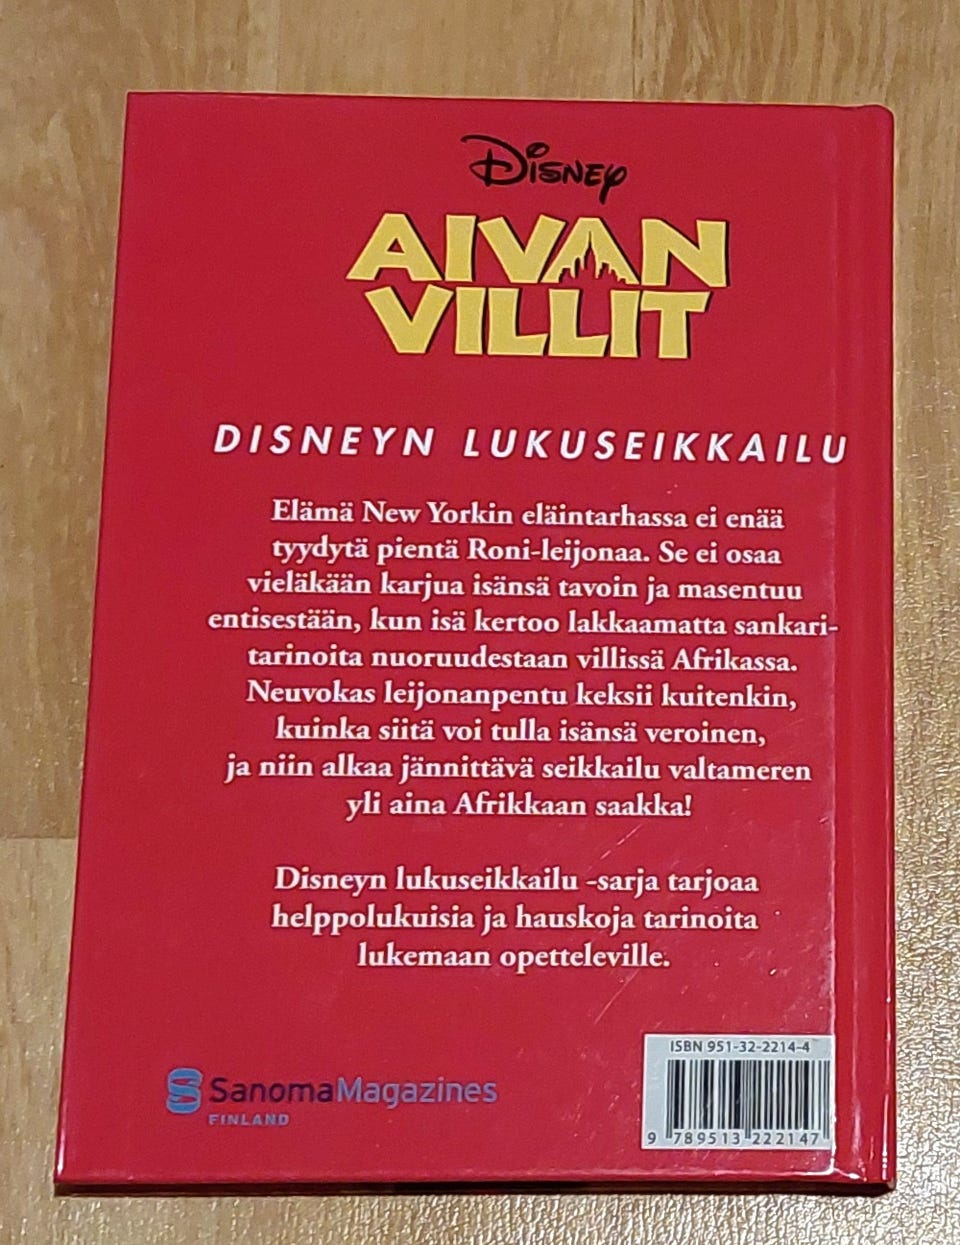 Disney
AIVAN
VILLIT
DISNEYN LUKUSEIKKAILU
Elämä New Yorkin eläintarhassa ei enää
tyydytä pientä Roni-leijonaa. Se ei osaa
vieläkään karjua isänsä tavoin ja masentuu
entisestään, kun isä kertoo lakkaamatta sankari-
tarinoita nuoruudestaan villissä Afrikassa.
Neuvokas leijonanpentu keksii kuitenkin,
kuinka siitä voi tulla isänsä veroinen,
ja niin alkaa jännittävä seikkailu valtameren
yli aina Afrikkaan saakka!
Disneyn lukuseikkailu -sarja tarjoaa
helppolukuisia ja hauskoja tarinoita
lukemaan opetteleville.
ISBN 951-32-2214-4
SanomaMagazines
FINLAND
9 789513 222147